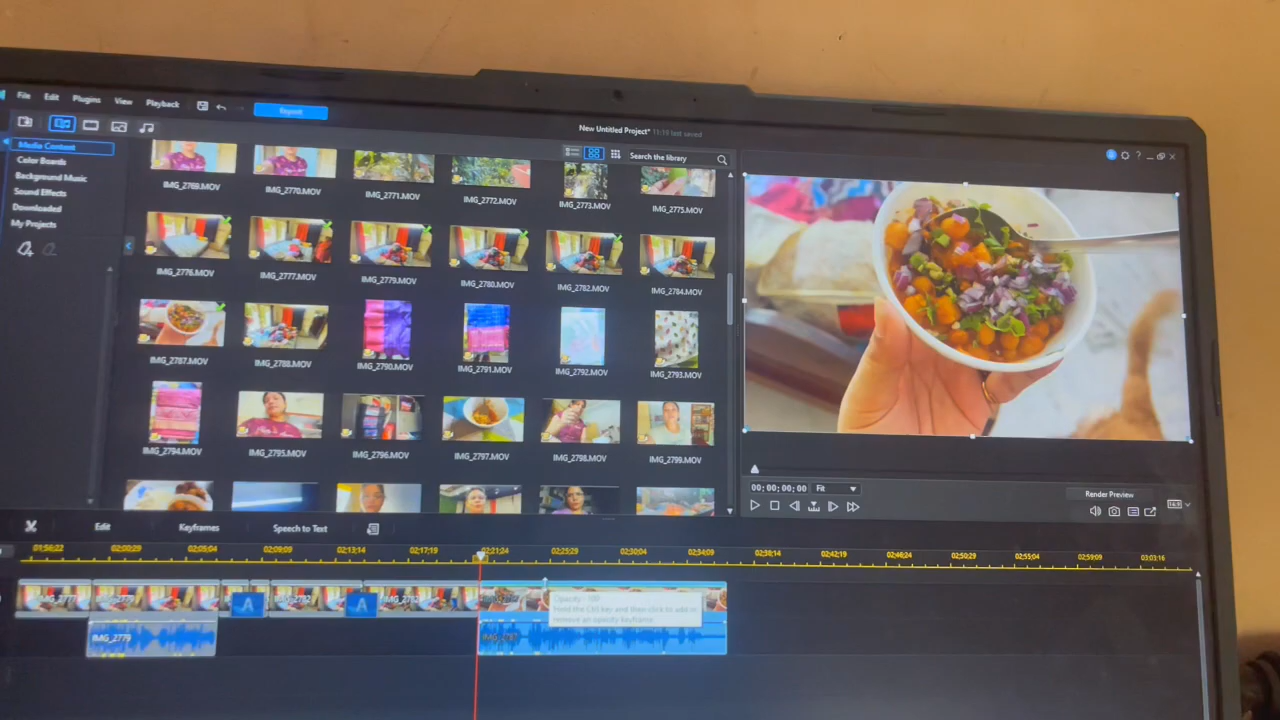 File Edit Plugins View Playback
New Untitled Project* 11:19 last saved
Media Content
Color Boards
Background Music
Sound Effects
Downloaded
My Projects
Search the library
IMG_2769.MOV IMG_2770.MOV IMG_2771.MOV IMG_2772.MOV IMG_2773.MOV IMG_2775.MOV
IMG_2776.MOV IMG_2777.MOV IMG_2779.MOV IMG_2780.MOV IMG_2782.MOV IMG_2784.MOV
IMG_2787.MOV IMG_2788.MOV IMG_2790.MOV IMG_2791.MOV IMG_2792.MOV IMG_2793.MOV
IMG_2794.MOV IMG_2795.MOV IMG_2796.MOV IMG_2797.MOV IMG_2798.MOV IMG_2799.MOV
00;00;00;00 Fit
Render Preview
16:9
Edit Keyframes Speech to Text
01;56;22 02;00;29 02;05;04 02;09;09 02;13;14 02;17;19 02;21;24 02;25;29 02;30;04 02;34;09 02;38;14 02;42;19 02;46;24 02;50;29 02;55;04 02;59;09 03;03;16
A A
Opacity - 100
Hold the Ctrl key and then click to add or
remove an opacity keyframe
IMG_2779